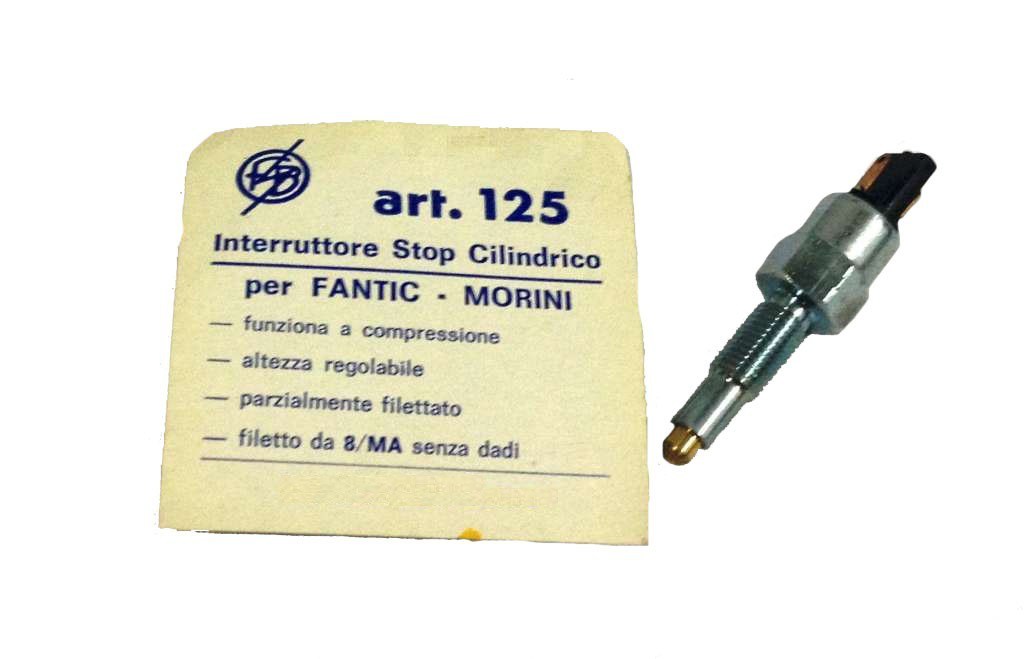 art. 125
Interruttore Stop Cilindrico
per FANTIC - MORINI
— funziona a compressione
— altezza regolabile
— parzialmente filettato
— filetto da 8/MA senza dadi